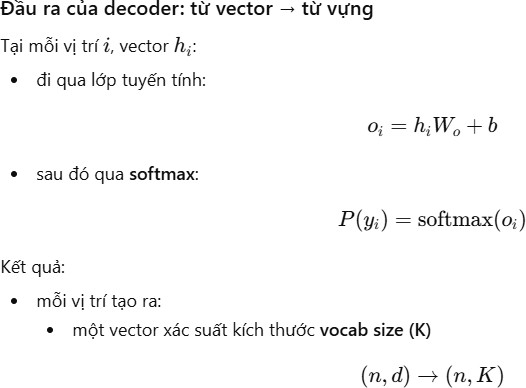 Đầu ra của decoder: từ vector → từ vựng
Tại mỗi vị trí i, vector hᵢ:
• đi qua lớp tuyến tính:
oᵢ = hᵢWₒ + b
• sau đó qua softmax:
P(yᵢ) = softmax(oᵢ)
Kết quả:
• mỗi vị trí tạo ra:
• một vector xác suất kích thước vocab size (K)
(n, d) → (n, K)